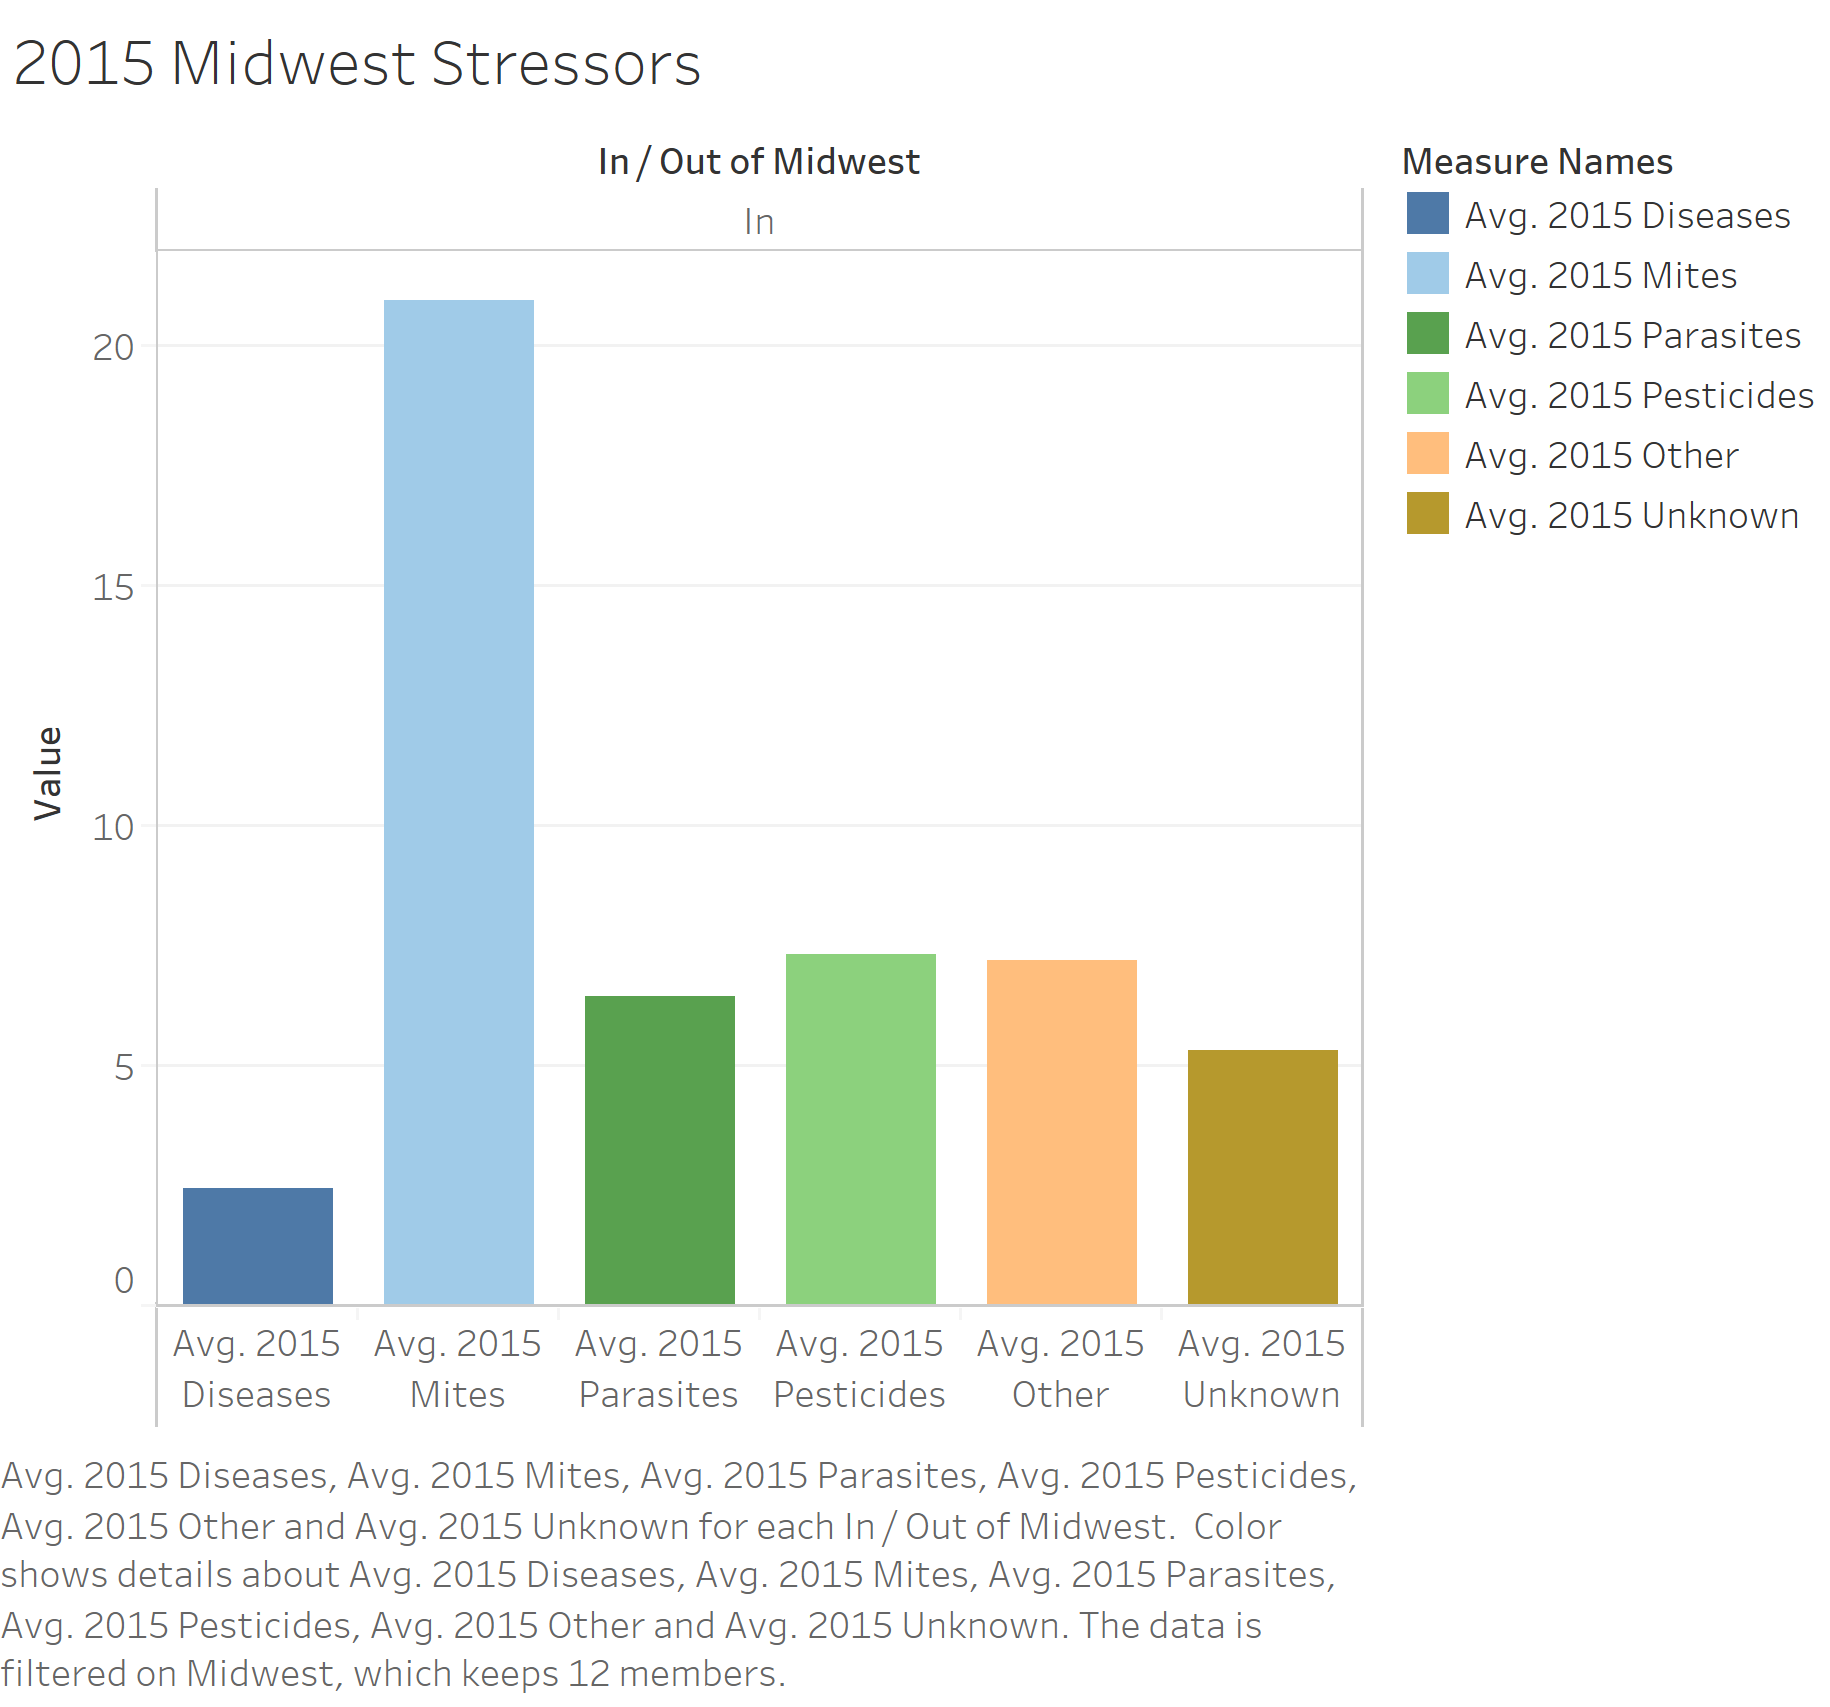 2015 Midwest Stressors
In / Out of Midwest
In
Measure Names
Avg. 2015 Diseases
Avg. 2015 Mites
Avg. 2015 Parasites
Avg. 2015 Pesticides
Avg. 2015 Other
Avg. 2015 Unknown
Value
20
15
10
5
0
Avg. 2015
Diseases
Avg. 2015
Mites
Avg. 2015
Parasites
Avg. 2015
Pesticides
Avg. 2015
Other
Avg. 2015
Unknown
Avg. 2015 Diseases, Avg. 2015 Mites, Avg. 2015 Parasites, Avg. 2015 Pesticides,
Avg. 2015 Other and Avg. 2015 Unknown for each In / Out of Midwest.  Color
shows details about Avg. 2015 Diseases, Avg. 2015 Mites, Avg. 2015 Parasites,
Avg. 2015 Pesticides, Avg. 2015 Other and Avg. 2015 Unknown. The data is
filtered on Midwest, which keeps 12 members.